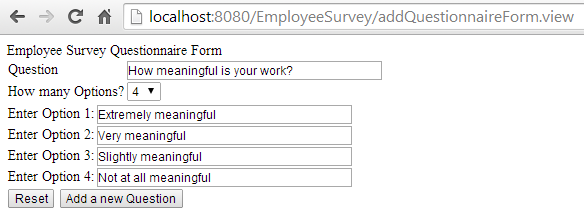 localhost:8080/EmployeeSurvey/addQuestionnaireForm.view
Employee Survey Questionnaire Form
Question How meaningful is your work?
How many Options? 4
Enter Option 1: Extremely meaningful
Enter Option 2: Very meaningful
Enter Option 3: Slightly meaningful
Enter Option 4: Not at all meaningful
Reset Add a new Question